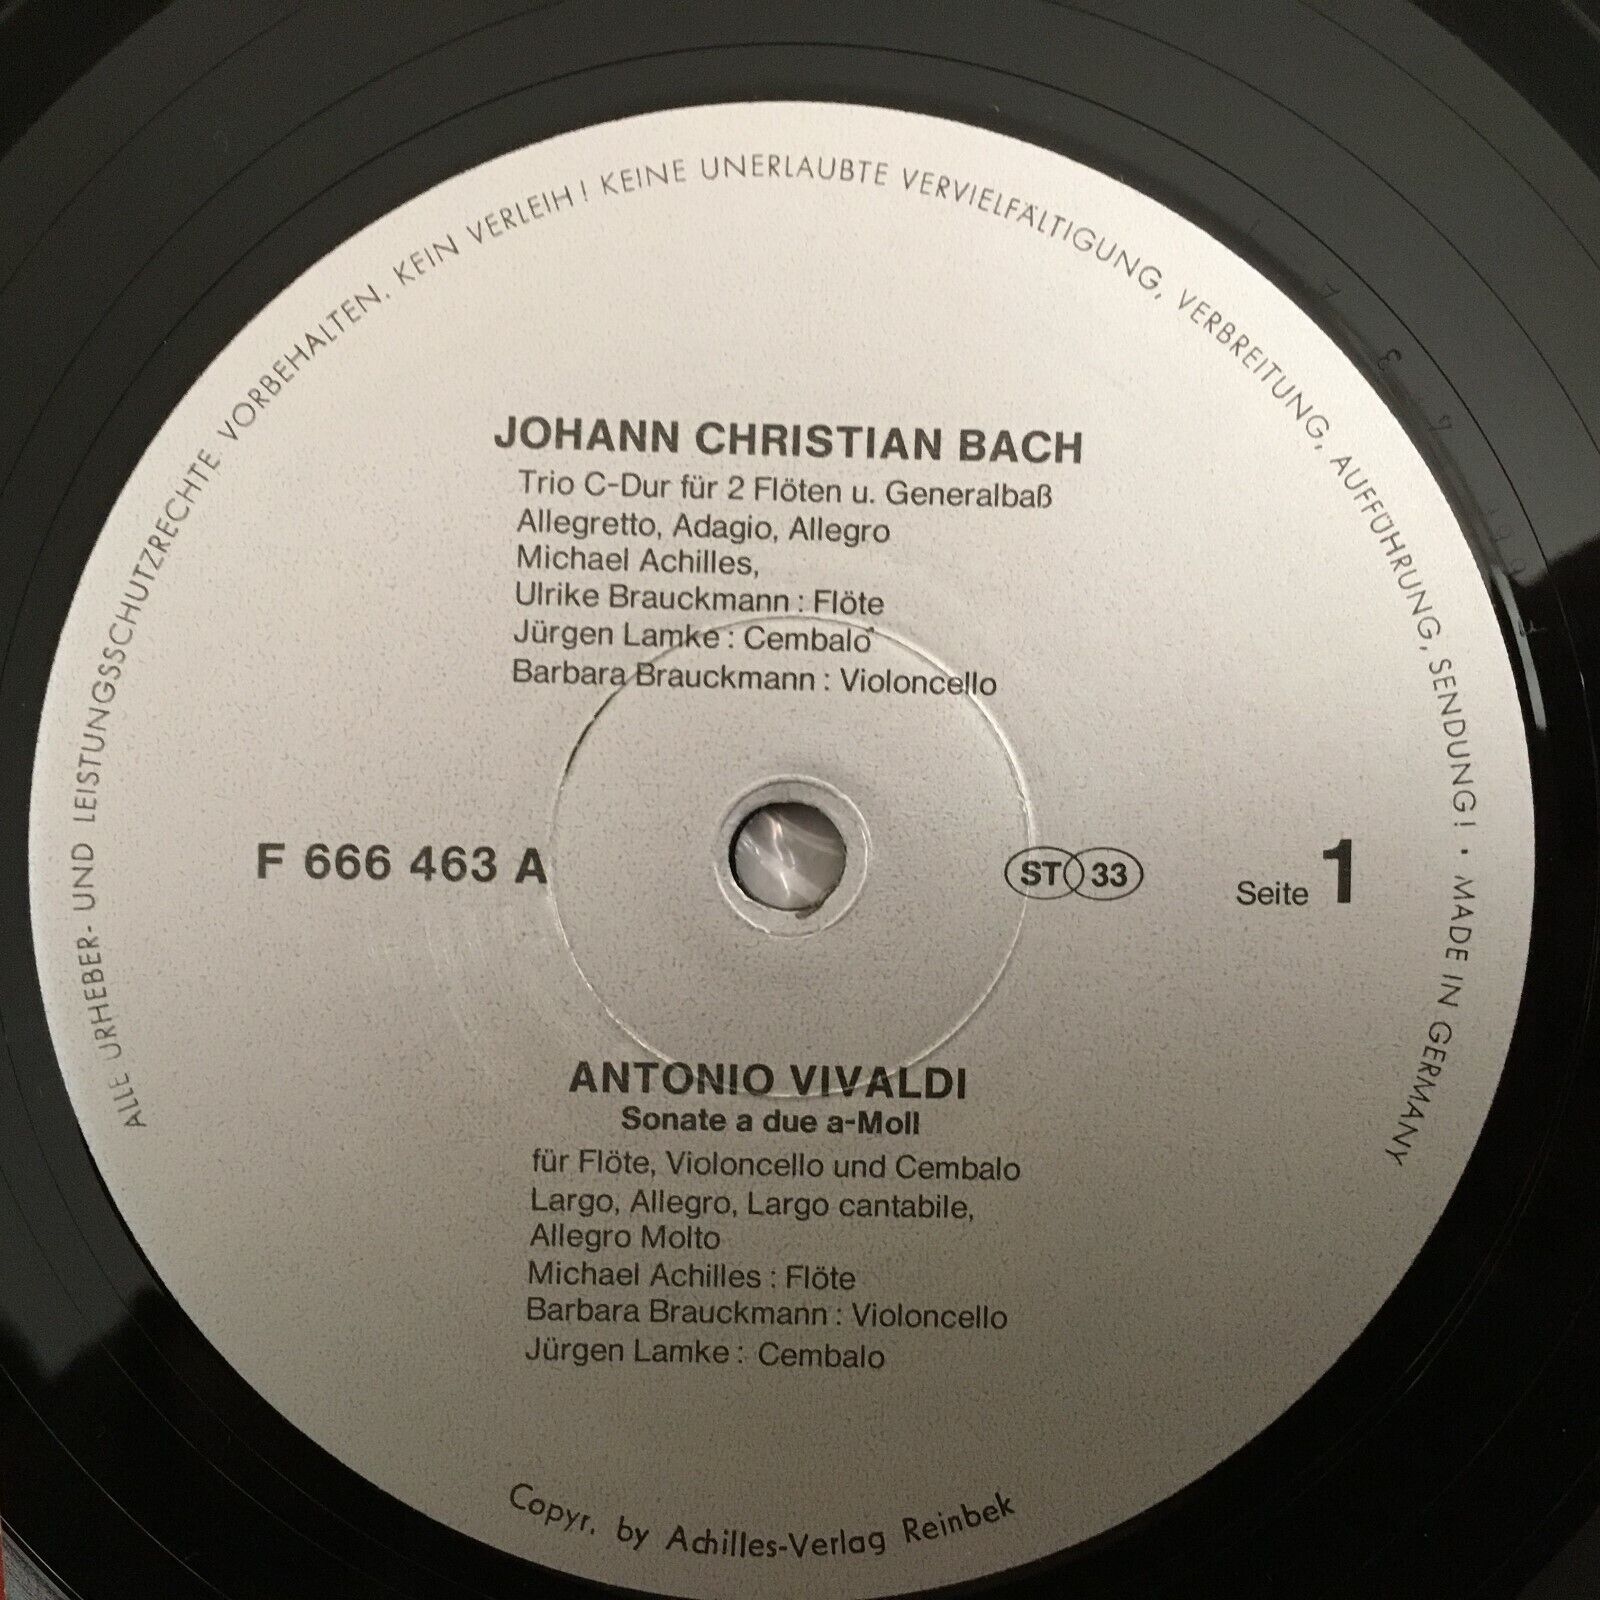 ALLE URHEBER- UND LEISTUNGSSCHUTZRECHTE VORBEHALTEN. KEIN VERLEIH! KEINE UNERLAUBTE VERVIELFÄLTIGUNG, VERBREITUNG, AUFFÜHRUNG, SENDUNG! · MADE IN GERMANY
JOHANN CHRISTIAN BACH
Trio C-Dur für 2 Flöten u. Generalbaß
Allegretto, Adagio, Allegro
Michael Achilles,
Ulrike Brauckmann : Flöte
Jürgen Lamke : Cembalo
Barbara Brauckmann : Violoncello
F 666 463 A
ST 33
Seite 1
ANTONIO VIVALDI
Sonate a due a-Moll
für Flöte, Violoncello und Cembalo
Largo, Allegro, Largo cantabile,
Allegro Molto
Michael Achilles : Flöte
Barbara Brauckmann : Violoncello
Jürgen Lamke : Cembalo
Copyr. by Achilles-Verlag Reinbek